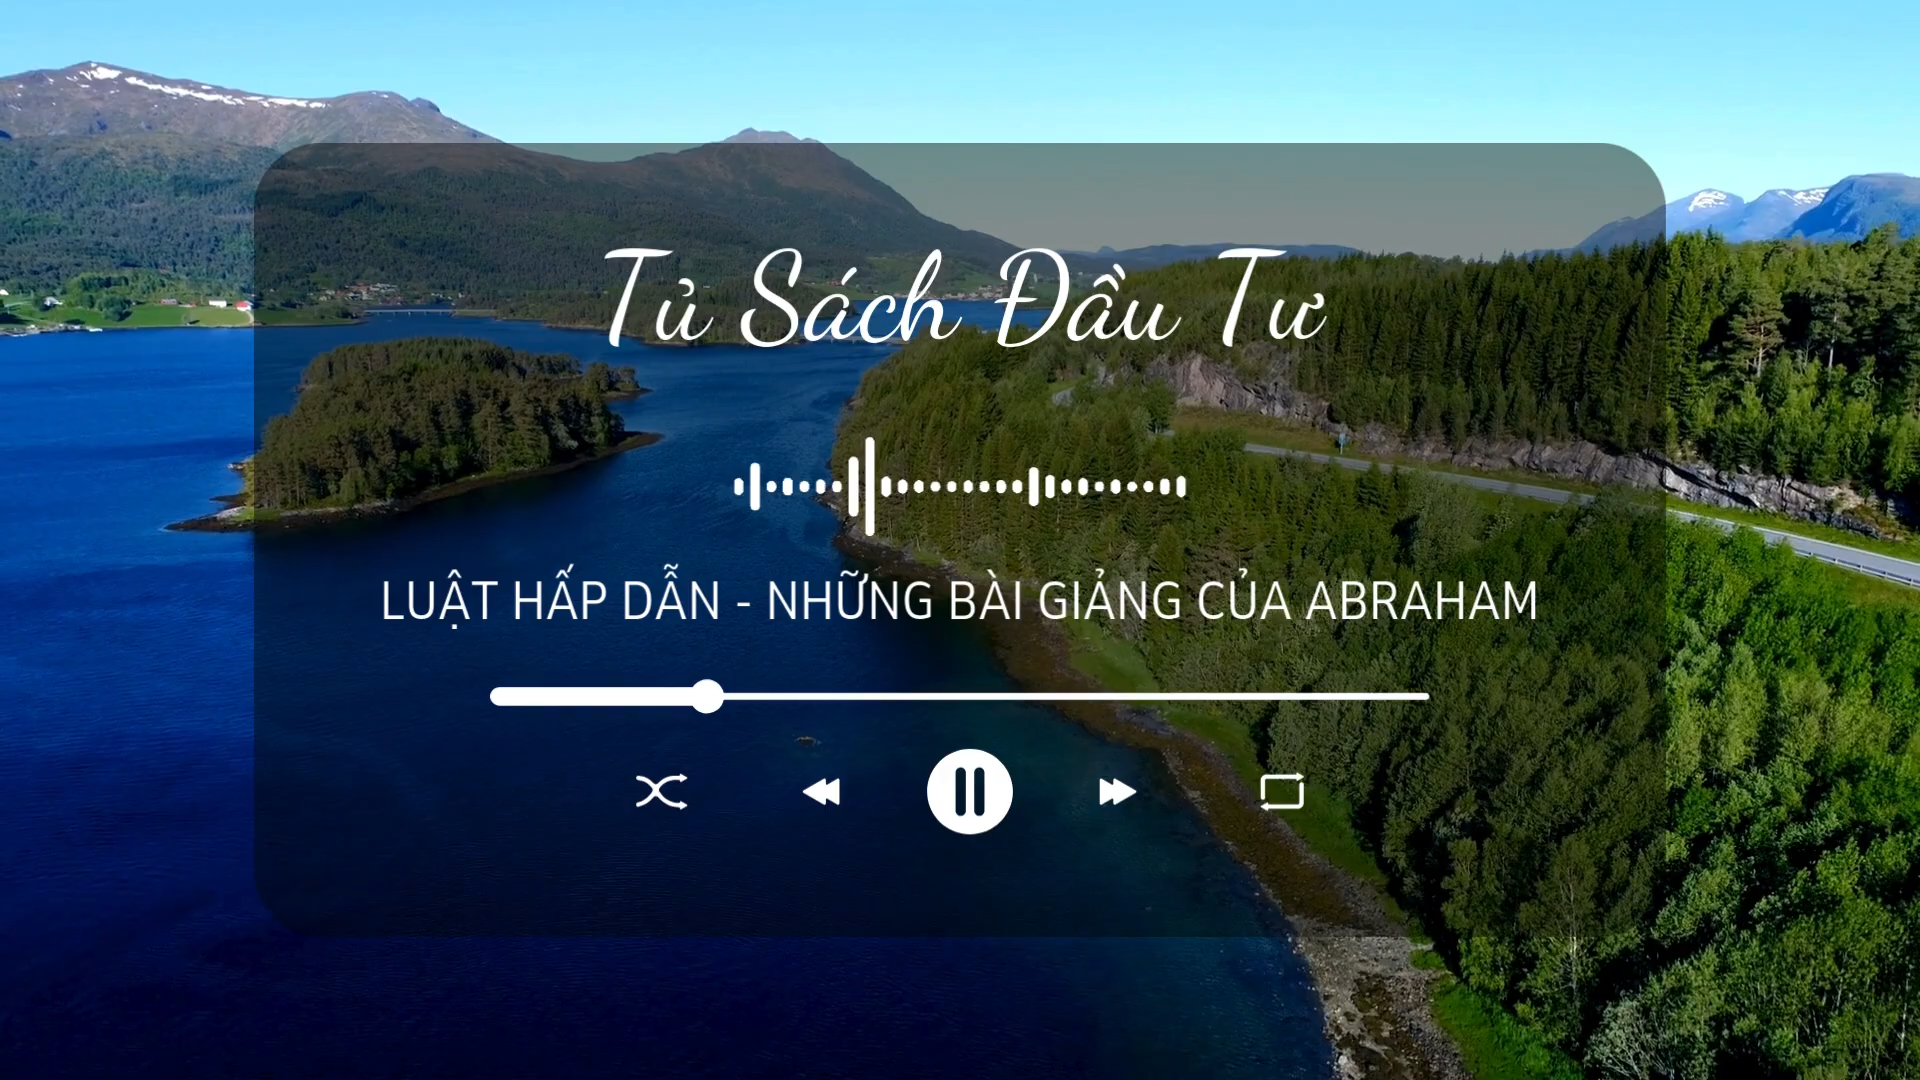 Tủ Sách Đầu Tư
LUẬT HẤP DẪN - NHỮNG BÀI GIẢNG CỦA ABRAHAM